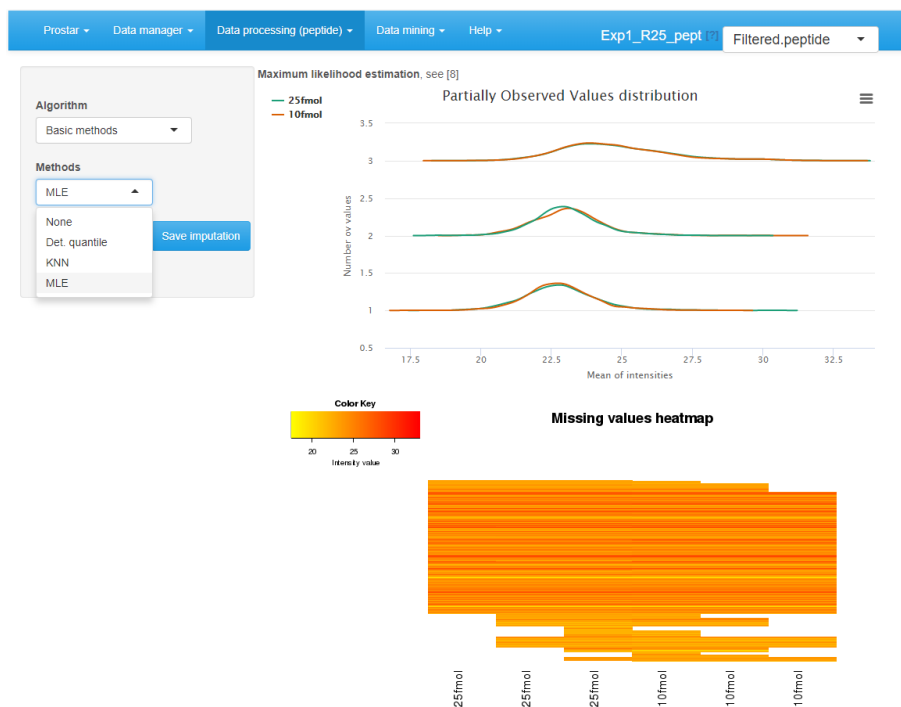 Prostar Data manager Data processing (peptide) Data mining Help Exp1_R25_pept [?] Filtered.peptide
Maximum likelihood estimation, see [8]
Algorithm
Basic methods
Methods
MLE
None
Det. quantile
KNN
MLE
Save imputation
25fmol
10fmol
Partially Observed Values distribution
Number ov values
3.5
3
2.5
2
1.5
1
0.5
17.5 20 22.5 25 27.5 30 32.5
Mean of intensities
Color Key
20 25 30
Intensity value
Missing values heatmap
25fmol
25fmol
25fmol
10fmol
10fmol
10fmol